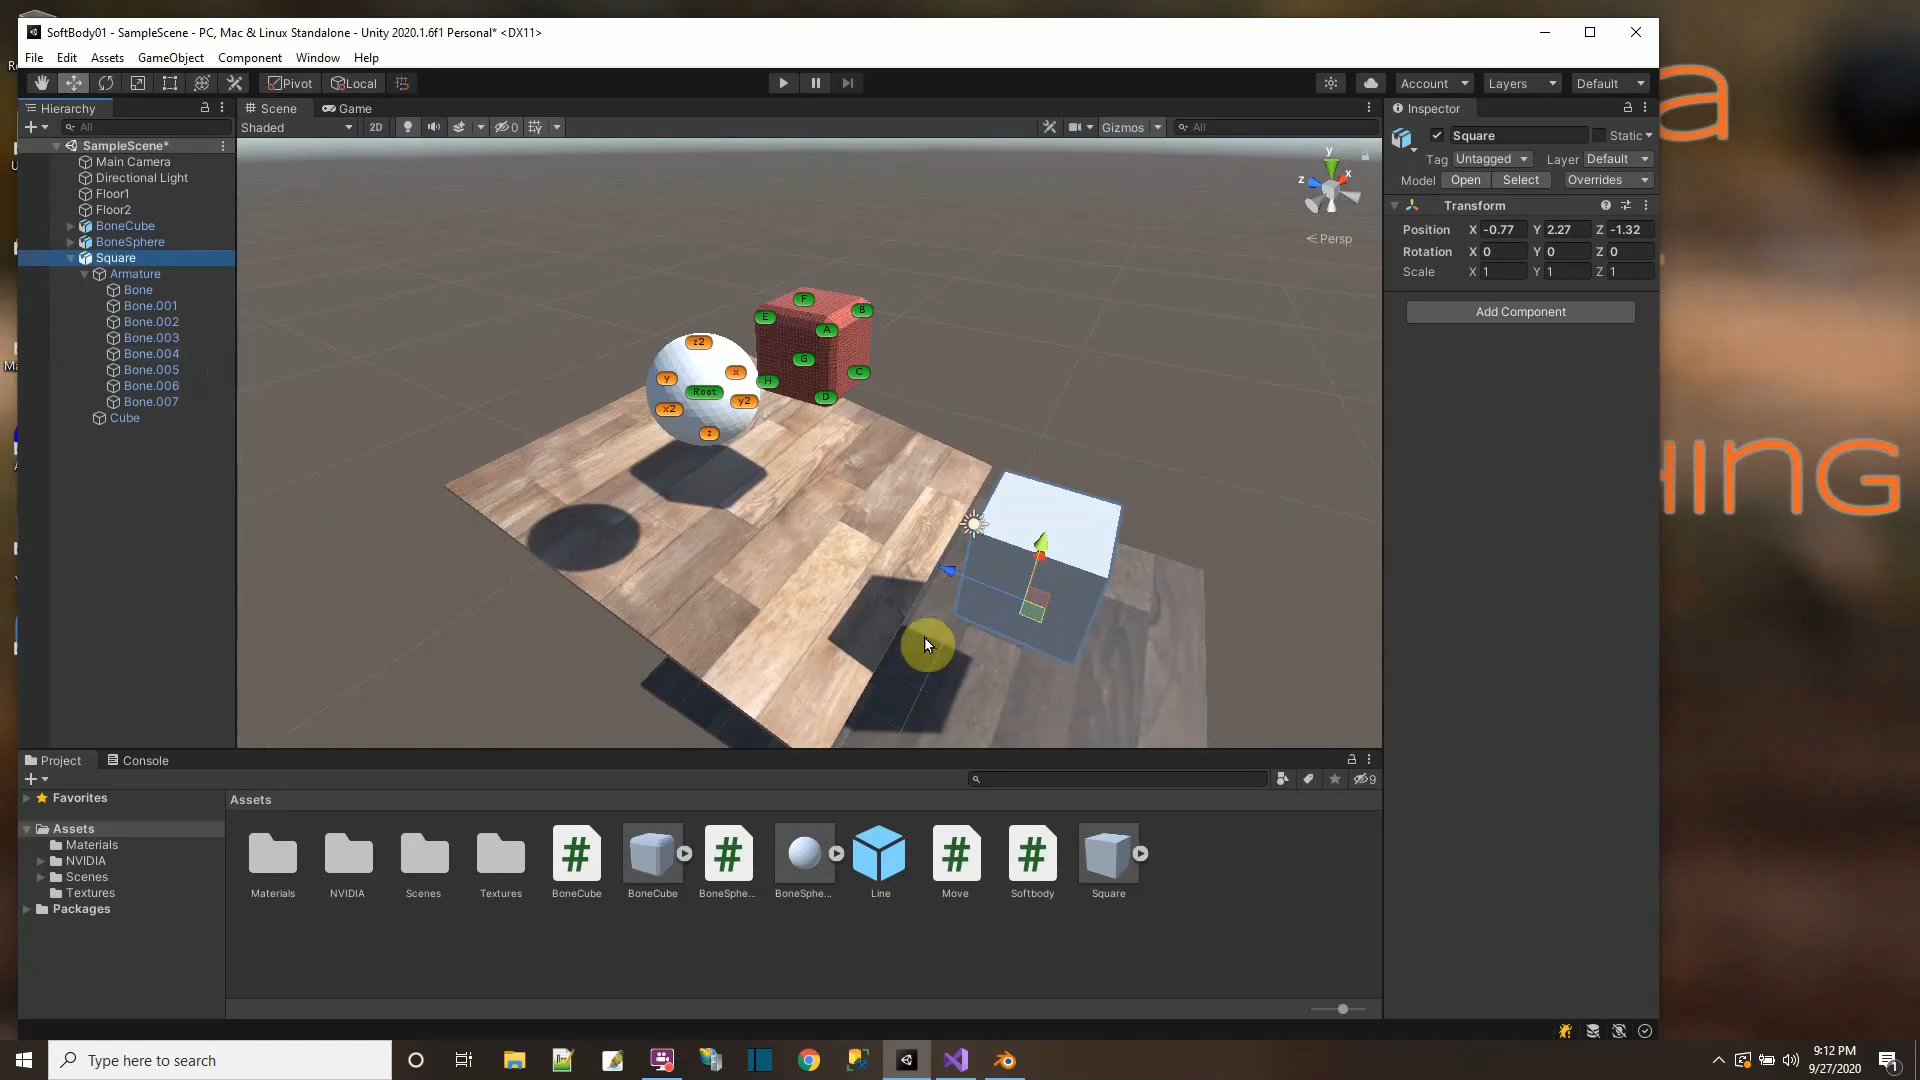 SoftBody01 - SampleScene - PC, Mac & Linux Standalone - Unity 2020.1.6f1 Personal* <DX11>
File Edit Assets GameObject Component Window Help
Pivot Local Account Layers Default
Hierarchy
All
SampleScene*
Main Camera
Directional Light
Floor1
Floor2
BoneCube
BoneSphere
Square
Armature
Bone
Bone.001
Bone.002
Bone.003
Bone.004
Bone.005
Bone.006
Bone.007
Cube
Scene Game
Shaded 2D 0 Gizmos All
y
z x
Persp
F
E B
A
G
H C
D
z2
y x
Root
x2 y2
z
Inspector
Square Static
Tag Untagged Layer Default
Model Open Select Overrides
Transform
Position X -0.77 Y 2.27 Z -1.32
Rotation X 0 Y 0 Z 0
Scale X 1 Y 1 Z 1
Add Component
Project Console
9
Favorites
Assets
Materials
NVIDIA
Scenes
Textures
Packages
Assets
Materials NVIDIA Scenes Textures BoneCube BoneCube BoneSphe... BoneSphe... Line Move Softbody Square
a
HING
Type here to search
9:12 PM
9/27/2020
1